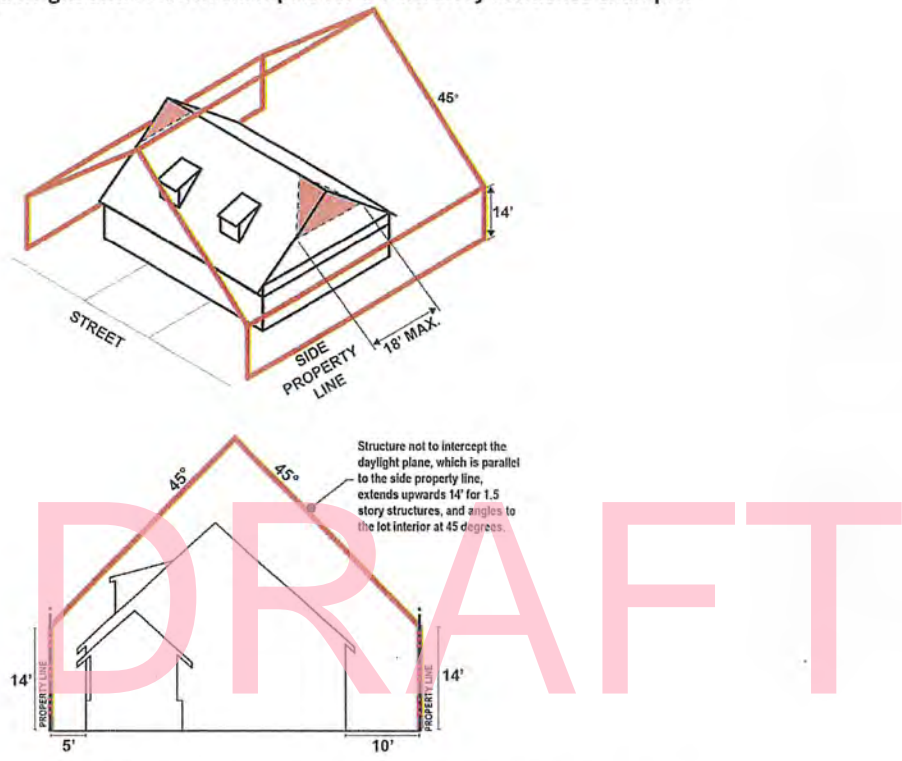 45°
14'
STREET
SIDE
PROPERTY
LINE
18' MAX.
45°
45°
Structure not to intercept the
daylight plane, which is parallel
to the side property line,
extends upwards 14' for 1.5
story structures, and angles to
the lot interior at 45 degrees.
DRAFT
14'
PROPERTY LINE
PROPERTY LINE
14'
5'
10'